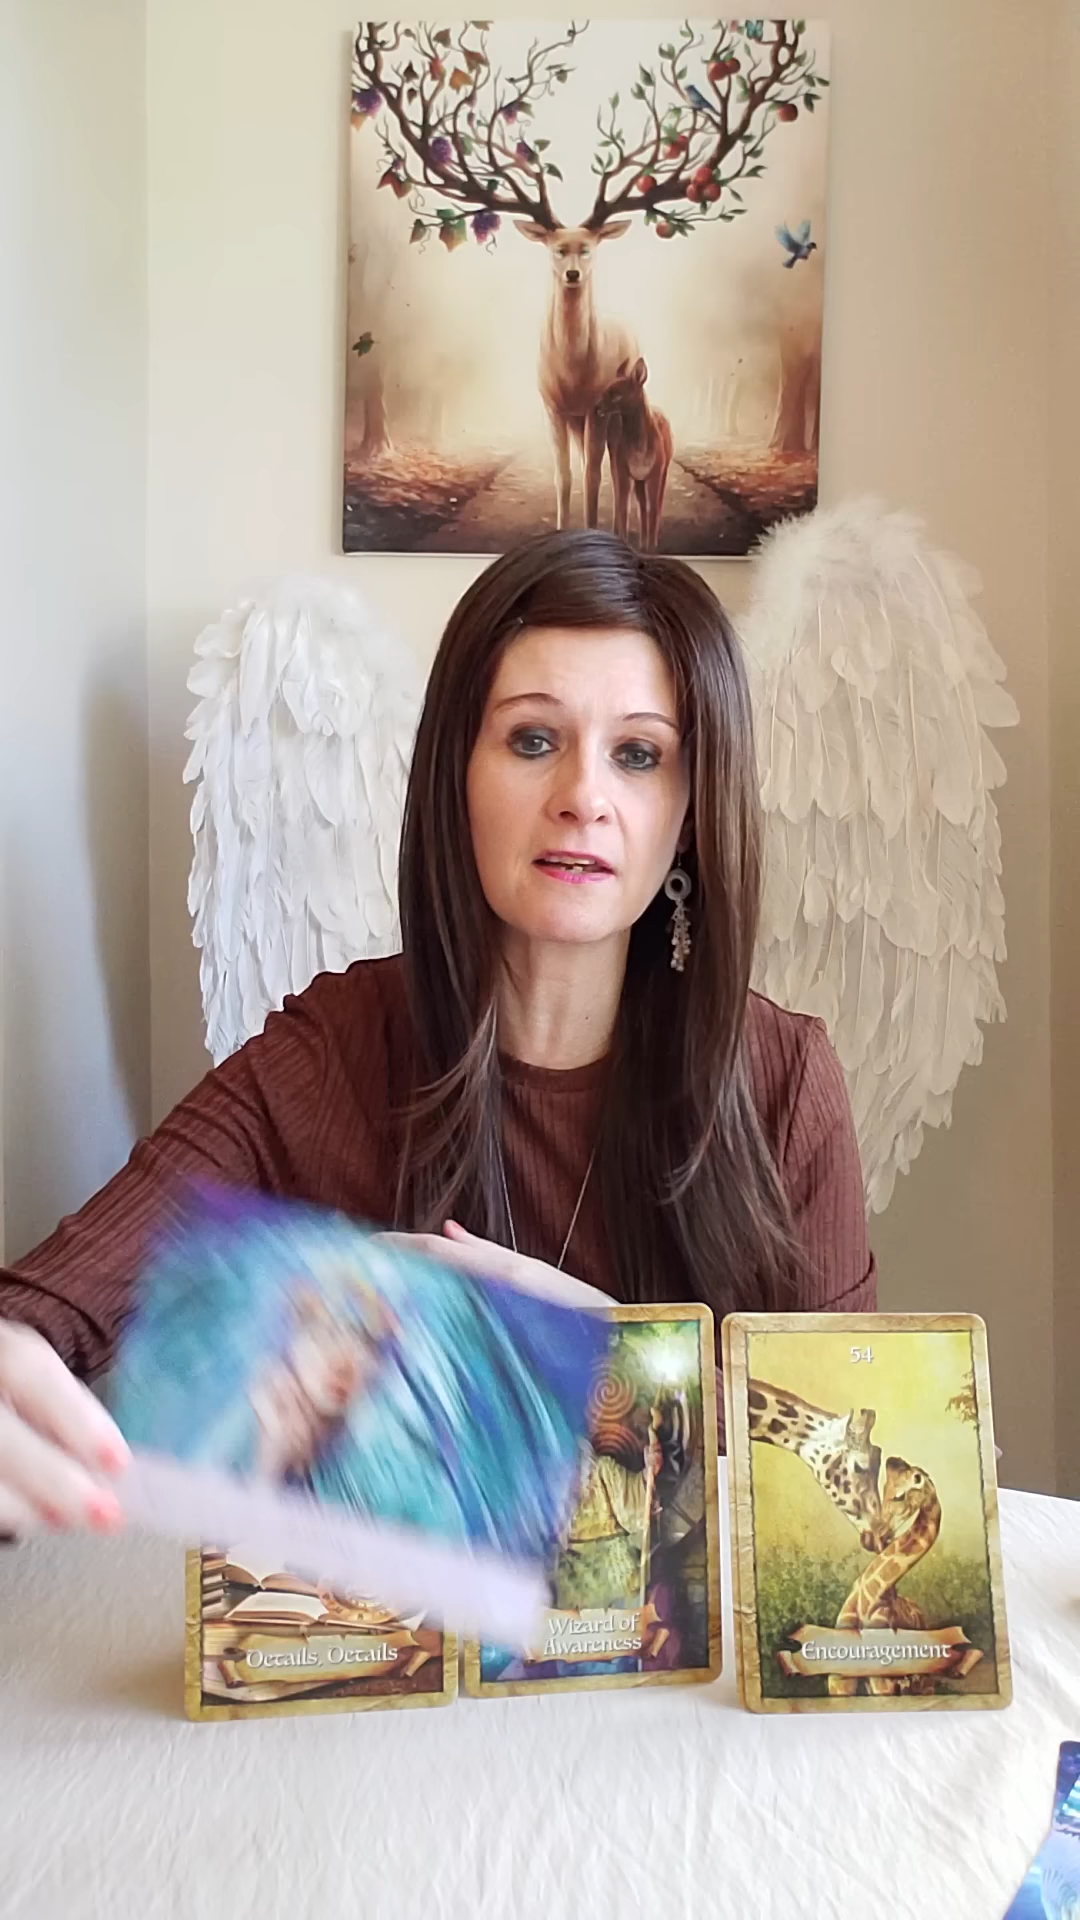 Details, Details
Wizard of
Awareness
54
Encouragement